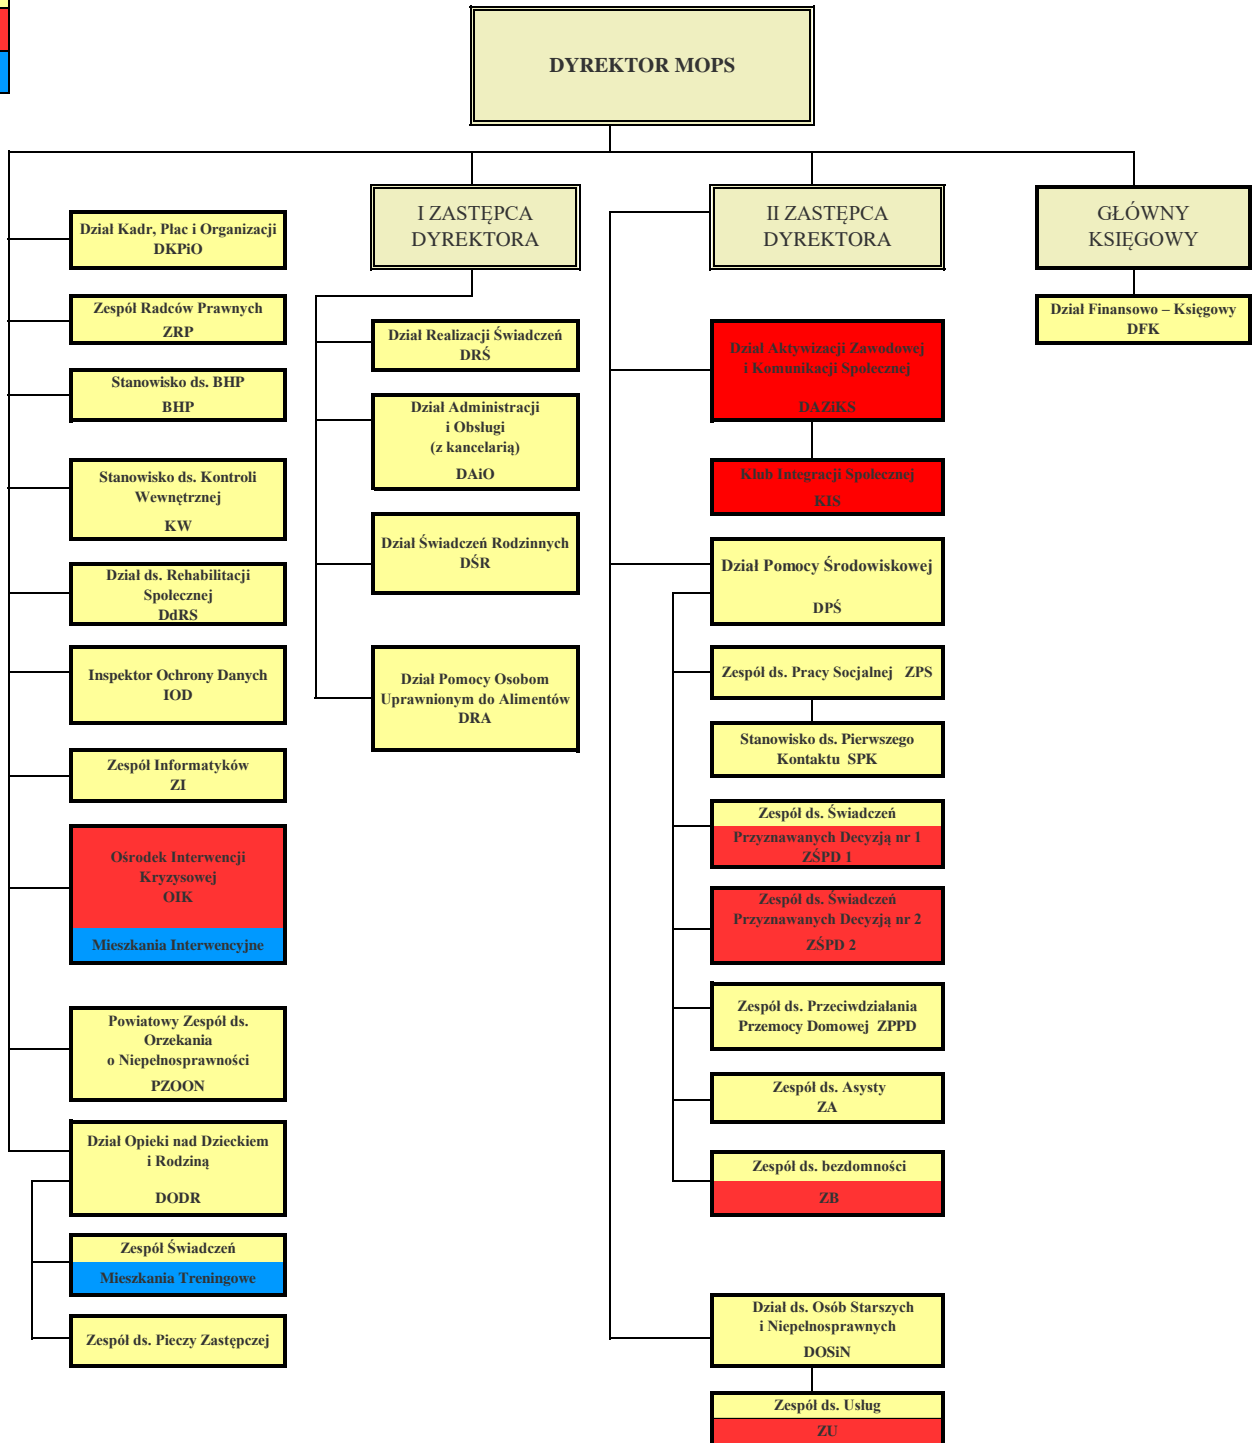 DYREKTOR MOPS
I ZASTĘPCA
DYREKTORA
II ZASTĘPCA
DYREKTORA
GŁÓWNY
KSIĘGOWY
Dział Kadr, Płac i Organizacji
DKPiO
Zespół Radców Prawnych
ZRP
Stanowisko ds. BHP
BHP
Stanowisko ds. Kontroli
Wewnętrznej
KW
Dział ds. Rehabilitacji
Społecznej
DdRS
Inspektor Ochrony Danych
IOD
Zespół Informatyków
ZI
Ośrodek Interwencji
Kryzysowej
OIK
Mieszkania Interwencyjne
Powiatowy Zespół ds.
Orzekania
o Niepełnosprawności
PZOON
Dział Opieki nad Dzieckiem
i Rodziną
DODR
Zespół Świadczeń
Mieszkania Treningowe
Zespół ds. Pieczy Zastępczej
Dział Realizacji Świadczeń
DRŚ
Dział Administracji
i Obsługi
(z kancelarią)
DAiO
Dział Świadczeń Rodzinnych
DŚR
Dział Pomocy Osobom
Uprawnionym do Alimentów
DRA
Dział Aktywizacji Zawodowej
i Komunikacji Społecznej
DAZiKS
Klub Integracji Społecznej
KIS
Dział Pomocy Środowiskowej
DPŚ
Zespół ds. Pracy Socjalnej ZPS
Stanowisko ds. Pierwszego
Kontaktu SPK
Zespół ds. Świadczeń
Przyznawanych Decyzją nr 1
ZŚPD 1
Zespół ds. Świadczeń
Przyznawanych Decyzją nr 2
ZŚPD 2
Zespół ds. Przeciwdziałania
Przemocy Domowej ZPPD
Zespół ds. Asysty
ZA
Zespół ds. bezdomności
ZB
Dział ds. Osób Starszych
i Niepełnosprawnych
DOSiN
Zespół ds. Usług
ZU
Dział Finansowo – Księgowy
DFK